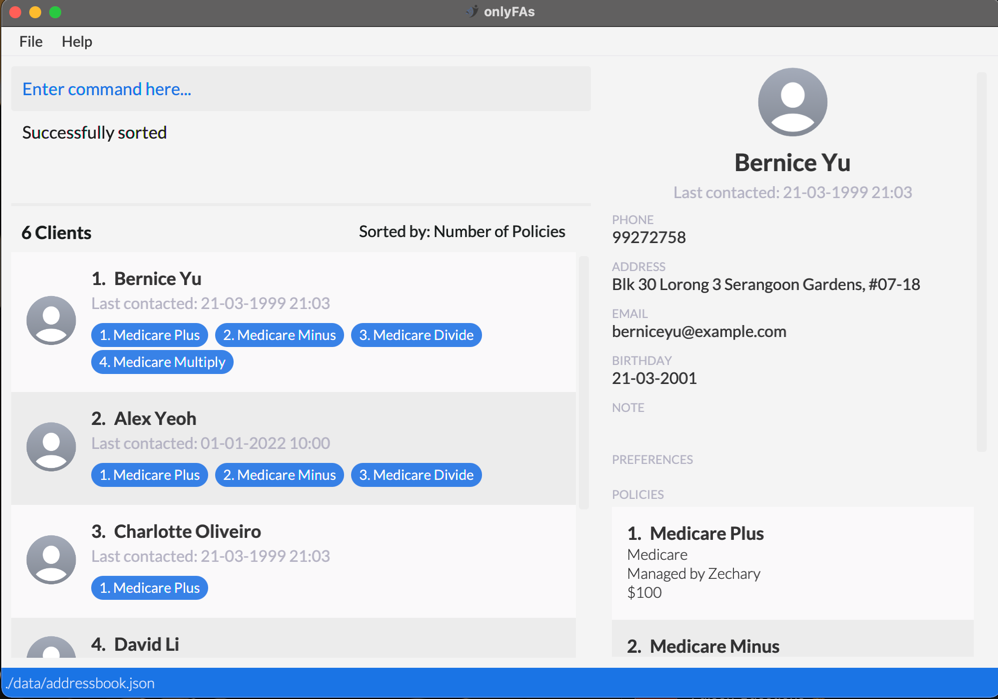 onlyFAs
File Help
Enter command here...
Successfully sorted
6 Clients
Sorted by: Number of Policies
1. Bernice Yu
Last contacted: 21-03-1999 21:03
1. Medicare Plus 2. Medicare Minus 3. Medicare Divide
4. Medicare Multiply
2. Alex Yeoh
Last contacted: 01-01-2022 10:00
1. Medicare Plus 2. Medicare Minus 3. Medicare Divide
3. Charlotte Oliveiro
Last contacted: 21-03-1999 21:03
1. Medicare Plus
4. David Li
Bernice Yu
Last contacted: 21-03-1999 21:03
PHONE
99272758
ADDRESS
Blk 30 Lorong 3 Serangoon Gardens, #07-18
EMAIL
berniceyu@example.com
BIRTHDAY
21-03-2001
NOTE
PREFERENCES
POLICIES
1. Medicare Plus
Medicare
Managed by Zechary
$100
2. Medicare Minus
./data/addressbook.json